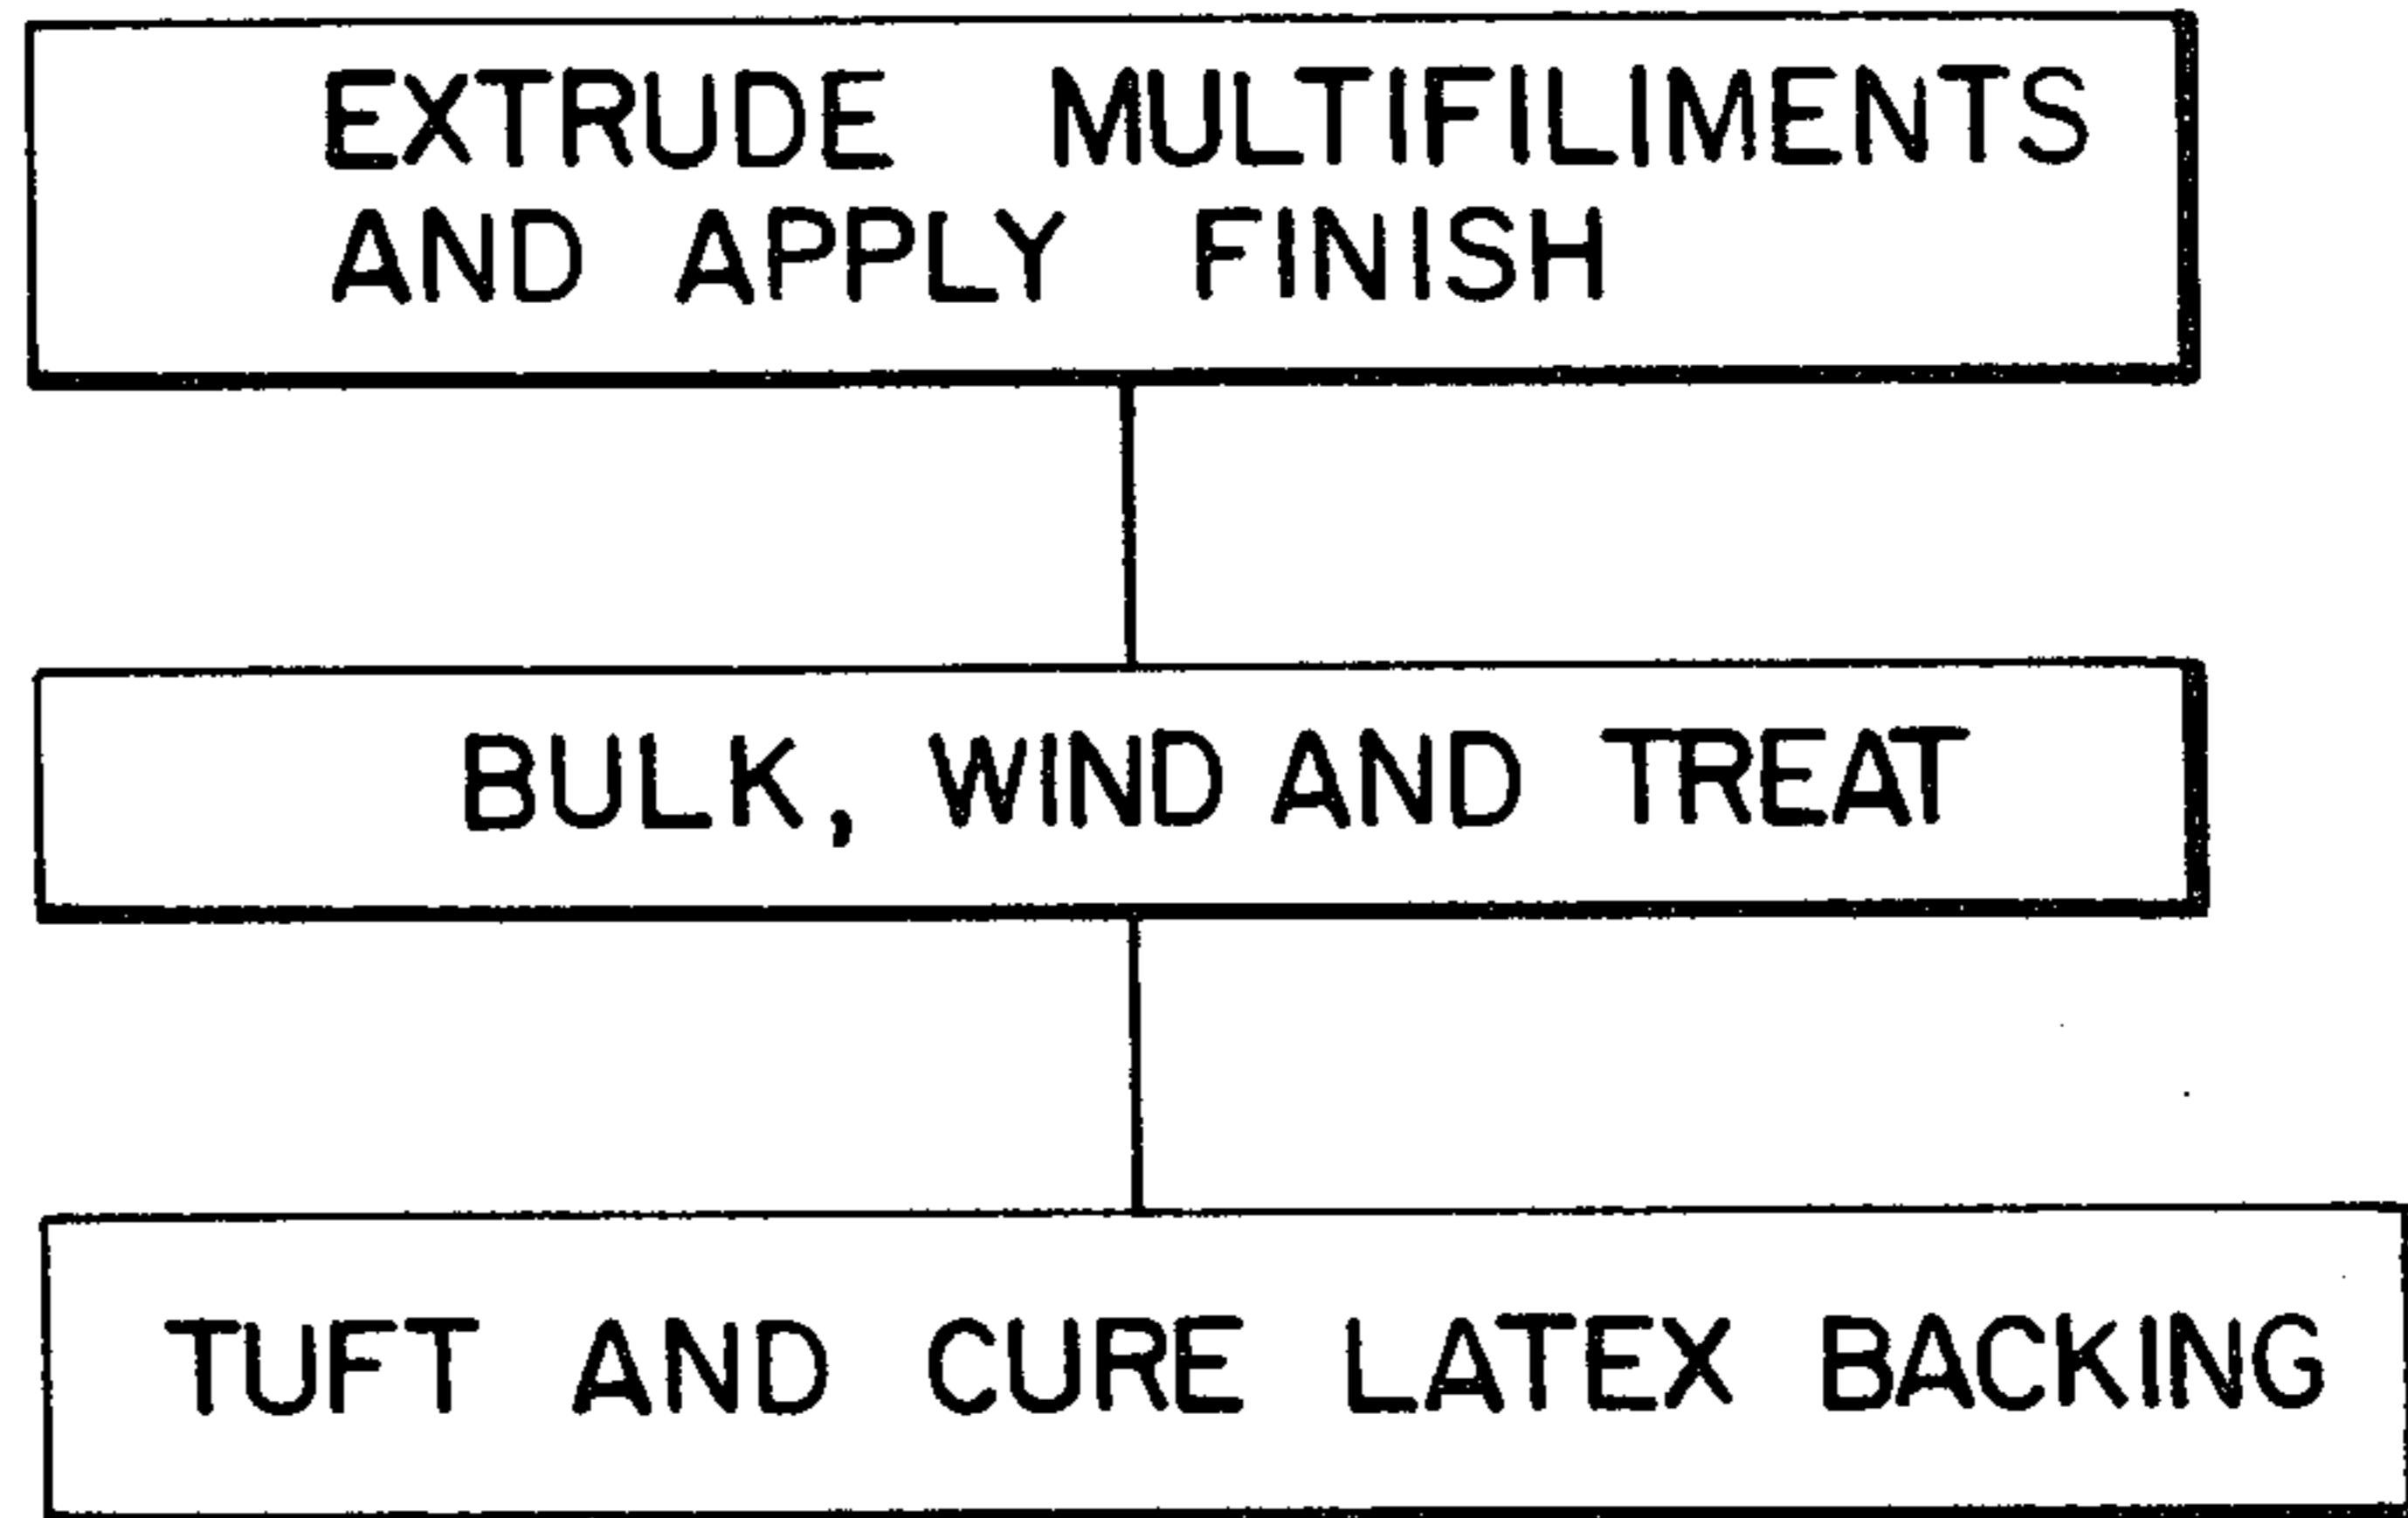 EXTRUDE MULTIFILIMENTS
AND APPLY FINISH
BULK, WIND AND TREAT
TUFT AND CURE LATEX BACKING